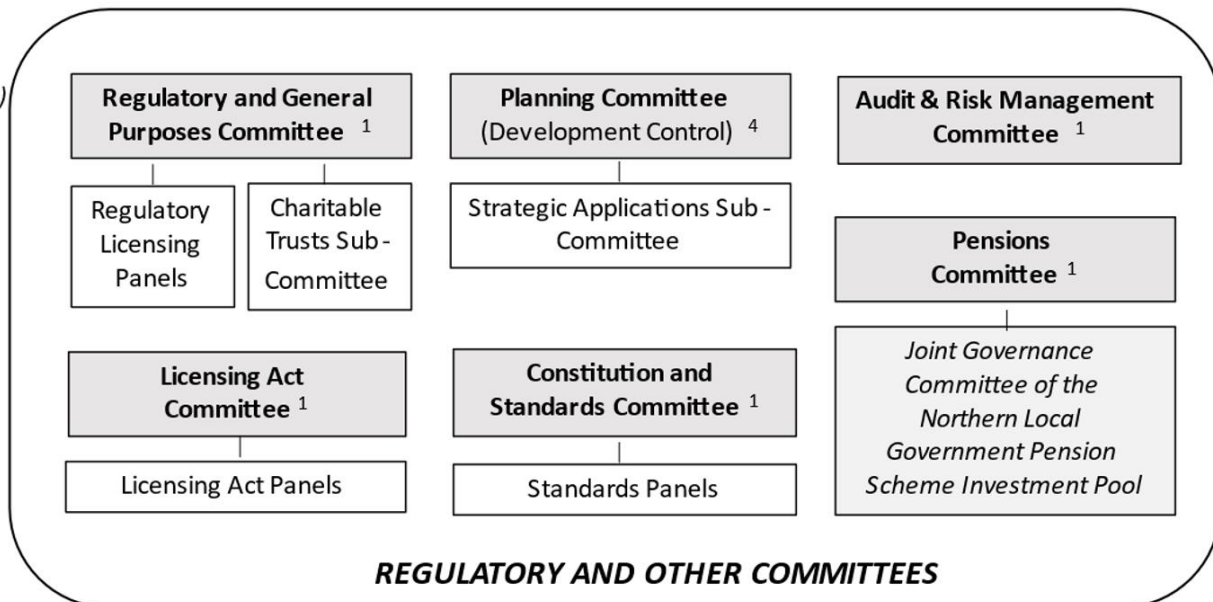 )
Regulatory and General
Purposes Committee 1
Regulatory
Licensing
Panels
Charitable
Trusts Sub-
Committee
Planning Committee
(Development Control) 4
Strategic Applications Sub-
Committee
Audit & Risk Management
Committee 1
Pensions
Committee 1
Joint Governance
Committee of the
Northern Local
Government Pension
Scheme Investment Pool
Licensing Act
Committee 1
Licensing Act Panels
Constitution and
Standards Committee 1
Standards Panels
REGULATORY AND OTHER COMMITTEES